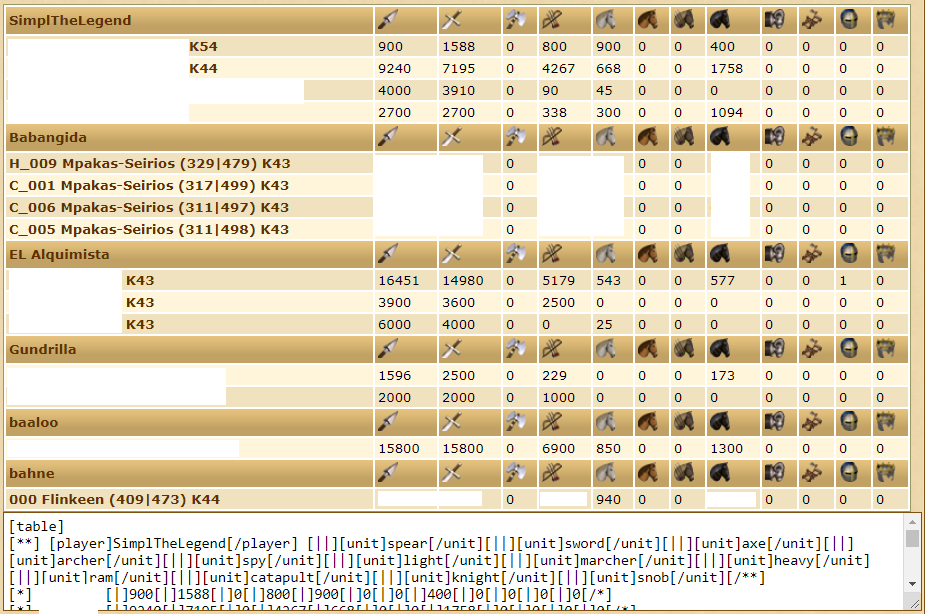 SimplTheLegend
K54 900 1588 0 800 900 0 0 400 0 0 0 0
K44 9240 7195 0 4267 668 0 0 1758 0 0 0 0
4000 3910 0 90 45 0 0 0 0 0 0 0
2700 2700 0 338 300 0 0 1094 0 0 0 0
Babangida
H_009 Mpakas-Seirios (329|479) K43 0 0 0 0 0 0 0
C_001 Mpakas-Seirios (317|499) K43 0 0 0 0 0 0 0
C_006 Mpakas-Seirios (311|497) K43 0 0 0 0 0 0 0
C_005 Mpakas-Seirios (311|498) K43 0 0 0 0 0 0 0
EL Alquimista
K43 16451 14980 0 5179 543 0 0 577 0 0 1 0
K43 3900 3600 0 2500 0 0 0 0 0 0 0 0
K43 6000 4000 0 0 25 0 0 0 0 0 0 0
Gundrilla
1596 2500 0 229 0 0 0 173 0 0 0 0
2000 2000 0 1000 0 0 0 0 0 0 0 0
baaloo
15800 15800 0 6900 850 0 0 1300 0 0 0 0
bahne
000 Flinkeen (409|473) K44 0 940 0 0 0 0 0 0
[table]
[**] [player]SimplTheLegend[/player] [||][unit]spear[/unit][||][unit]sword[/unit][||][unit]axe[/unit][||]
[unit]archer[/unit][||][unit]spy[/unit][||][unit]light[/unit][||][unit]marcher[/unit][||][unit]heavy[/unit]
[||][unit]ram[/unit][||][unit]catapult[/unit][||][unit]knight[/unit][||][unit]snob[/unit][/**]
[*] [|]900[|]1588[|]0[|]800[|]900[|]0[|]0[|]400[|]0[|]0[|]0[|]0[/*]
[*] [|]9240[|]7195[|]0[|]4267[|]668[|]0[|]0[|]1758[|]0[|]0[|]0[|]0[/*]